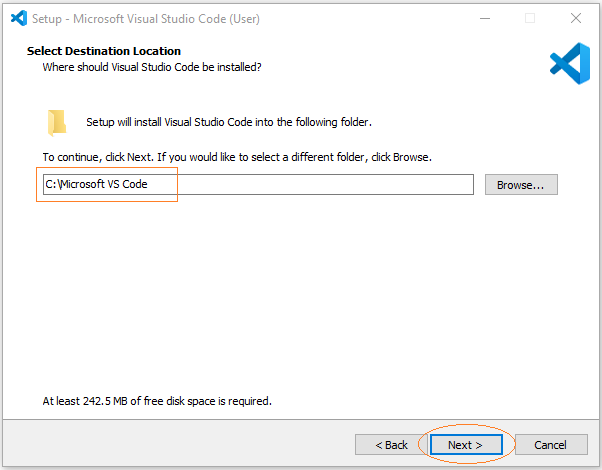 Setup - Microsoft Visual Studio Code (User)
Select Destination Location
Where should Visual Studio Code be installed?
Setup will install Visual Studio Code into the following folder.
To continue, click Next. If you would like to select a different folder, click Browse.
C:\Microsoft VS Code
Browse...
At least 242.5 MB of free disk space is required.
< Back
Next >
Cancel